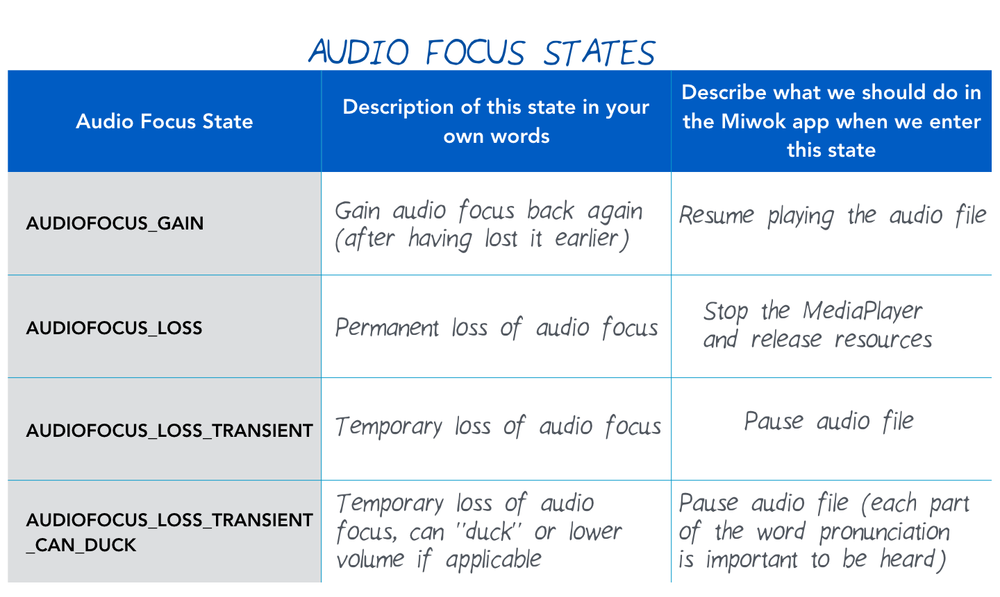 AUDIO FOCUS STATES
Audio Focus State
Description of this state in your
own words
Describe what we should do in
the Miwok app when we enter
this state
AUDIOFOCUS_GAIN
Gain audio focus back again
(after having lost it earlier)
Resume playing the audio file
AUDIOFOCUS_LOSS
Permanent loss of audio focus
Stop the MediaPlayer
and release resources
AUDIOFOCUS_LOSS_TRANSIENT
Temporary loss of audio focus
Pause audio file
AUDIOFOCUS_LOSS_TRANSIENT
_CAN_DUCK
Temporary loss of audio
focus, can "duck" or lower
volume if applicable
Pause audio file (each part
of the word pronunciation
is important to be heard)